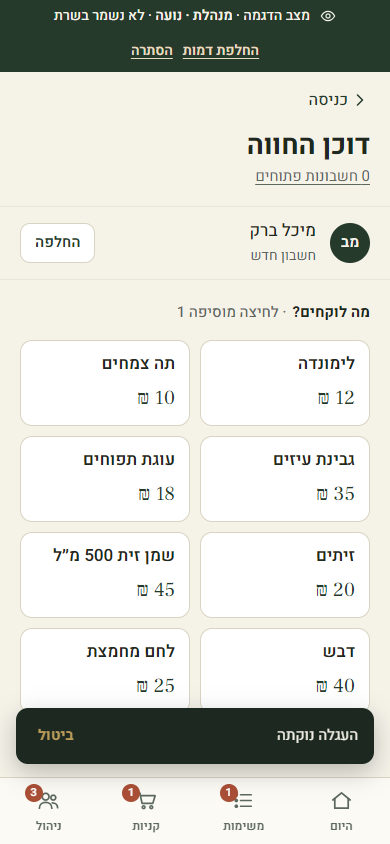 מצב הדגמה · מנהלת · נועה · לא נשמר בשרת
החלפת דמות הסתרה
כניסה
דוכן החווה
0 חשבונות פתוחים
מב
מיכל ברק
חשבון חדש
החלפה
מה לוקחים? · לחיצה מוסיפה 1
לימונדה
12 ₪
תה צמחים
10 ₪
גבינת עיזים
35 ₪
עוגת תפוחים
18 ₪
זיתים
20 ₪
שמן זית 500 מ״ל
45 ₪
דבש
40 ₪
לחם מחמצת
25 ₪
העגלה נוקתה
ביטול
היום
1
משימות
1
קניות
3
ניהול